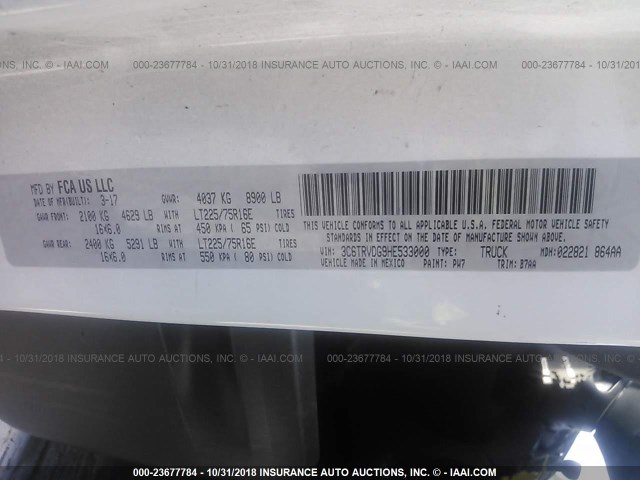 000-23677784 - 10/31/2018 INSURANCE AUTO AUCTIONS, INC. - IAAI.COM
MFD BY FCA US LLC
DATE OF MFR(BUILT): 3-17 GVWR: 4037 KG 8900 LB
GAWR FRONT: 2100 KG 4629 LB WITH LT225/75R16E TIRES
16X6.0 RIMS AT 450 KPA ( 65 PSI) COLD
GAWR REAR: 2400 KG 5291 LB WITH LT225/75R16E TIRES
16X6.0 RIMS AT 550 KPA ( 80 PSI) COLD
THIS VEHICLE CONFORMS TO ALL APPLICABLE U.S.A. FEDERAL MOTOR VEHICLE SAFETY
STANDARDS IN EFFECT ON THE DATE OF MANUFACTURE SHOWN ABOVE.
VIN: 3C6TRVDG9HE533000 TYPE: TRUCK MDH: 022821 864AA
VEHICLE MADE IN MEXICO PAINT: PW7 TRIM: B7AA
000-23677784 - 10/31/2018 INSURANCE AUTO AUCTIONS, INC. - IAAI.COM
000-23677784 - 10/31/2018 INSURANCE AUTO AUCTIONS, INC. - IAAI.COM